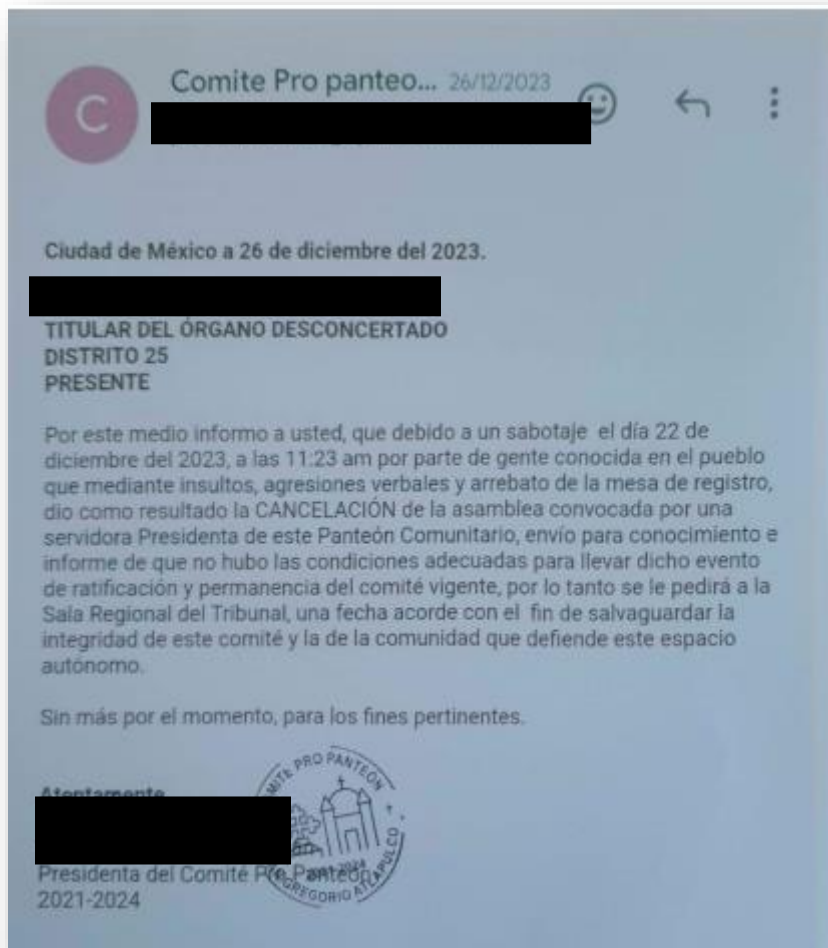 C
Comite Pro panteo... 26/12/2023
Ciudad de México a 26 de diciembre del 2023.
TITULAR DEL ÓRGANO DESCONCERTADO
DISTRITO 25
PRESENTE
Por este medio informo a usted, que debido a un sabotaje el día 22 de
diciembre del 2023, a las 11:23 am por parte de gente conocida en el pueblo
que mediante insultos, agresiones verbales y arrebato de la mesa de registro,
dio como resultado la CANCELACIÓN de la asamblea convocada por una
servidora Presidenta de este Panteón Comunitario, envío para conocimiento e
informe de que no hubo las condiciones adecuadas para llevar dicho evento
de ratificación y permanencia del comité vigente, por lo tanto se le pedirá a la
Sala Regional del Tribunal, una fecha acorde con el fin de salvaguardar la
integridad de este comité y la de la comunidad que defiende este espacio
autónomo.
Sin más por el momento, para los fines pertinentes.
Atentamente
PRO PANTEÓN
GREGORIO ATLAPULCO
2021-2024
Presidenta del Comité Pro Panteón
2021-2024